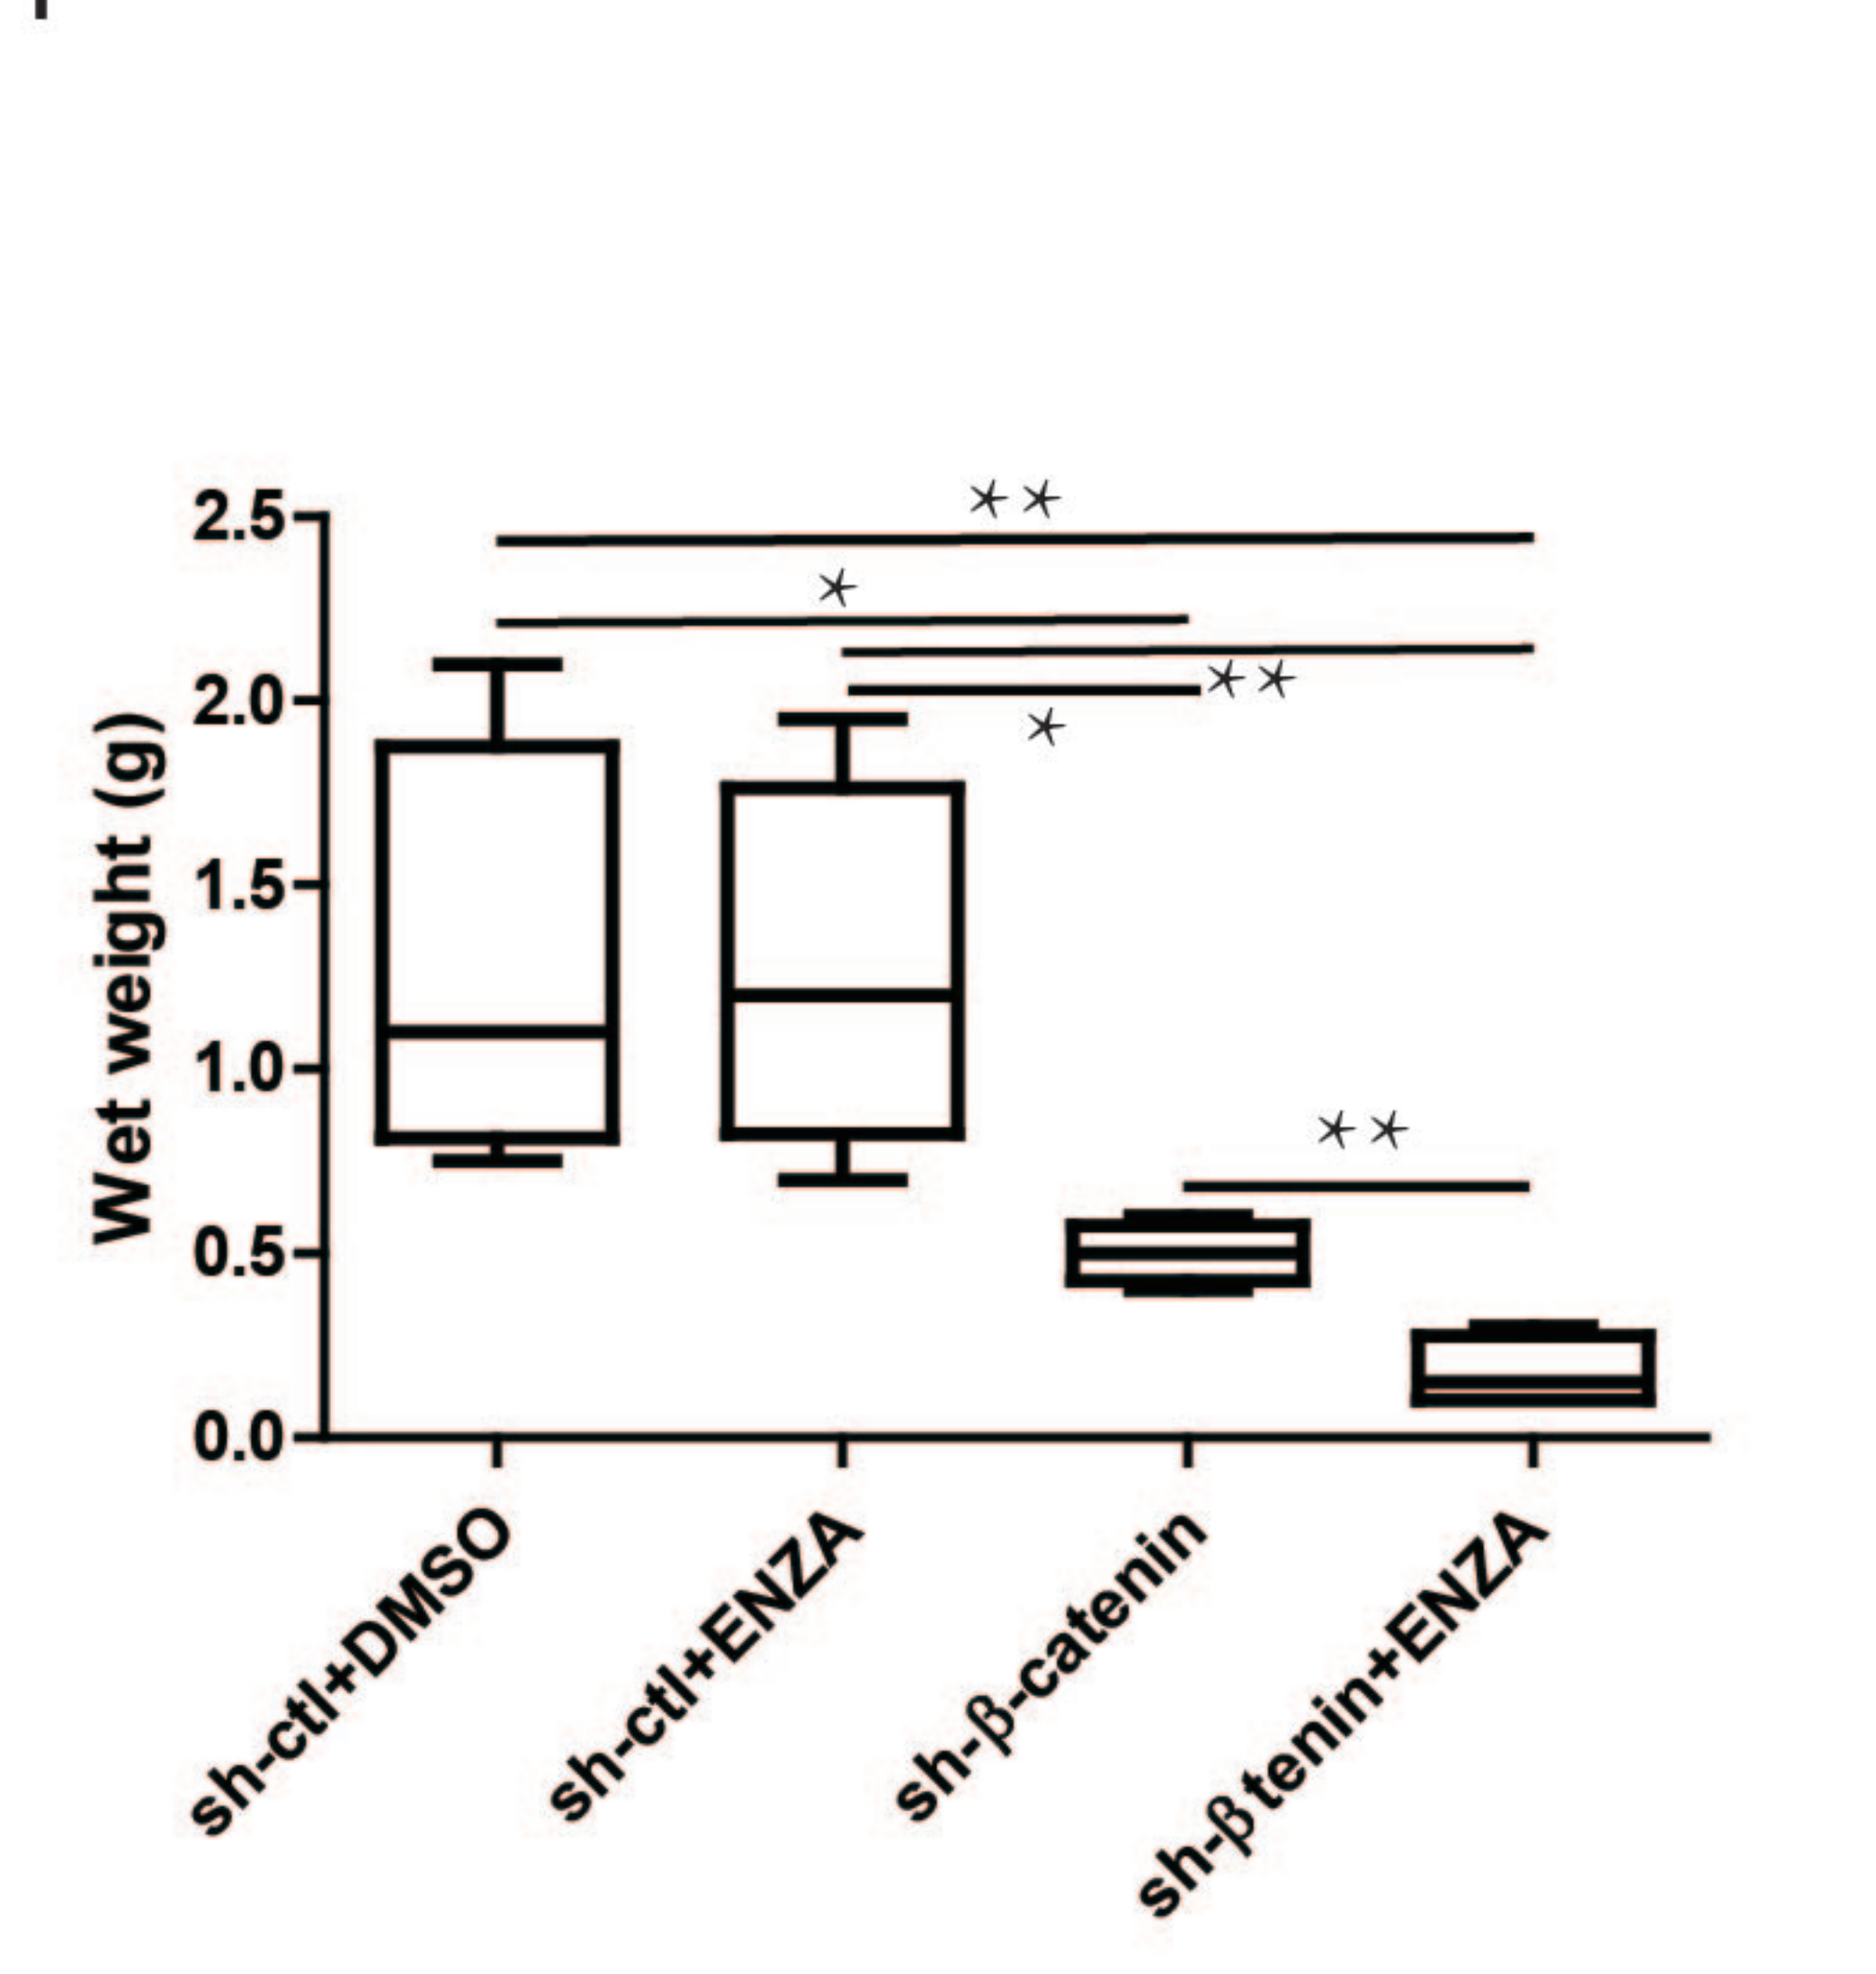 **
2.5
*
**
2.0
*
1.5
Wet weight (g)
1.0
**
0.5
0.0
sh-ctl+DMSO
sh-ctl+ENZA
sh-β-catenin
sh-β tenin+ENZA